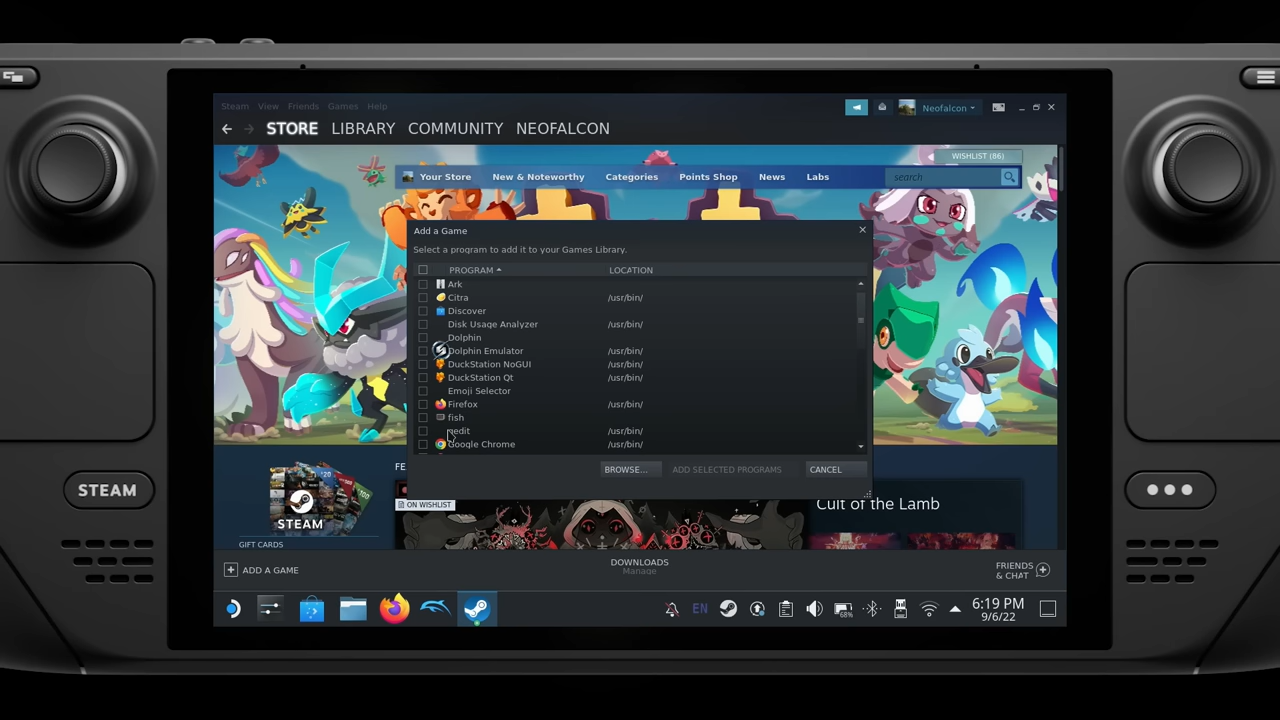 Steam View Friends Games Help
Neofalcon
STORE LIBRARY COMMUNITY NEOFALCON
WISHLIST (86)
Your Store New & Noteworthy Categories Points Shop News Labs search
Add a Game
Select a program to add it to your Games Library.
PROGRAM LOCATION
Ark
Citra /usr/bin/
Discover
Disk Usage Analyzer /usr/bin/
Dolphin
Dolphin Emulator /usr/bin/
DuckStation NoGUI /usr/bin/
DuckStation Qt /usr/bin/
Emoji Selector
Firefox /usr/bin/
fish
gedit /usr/bin/
Google Chrome /usr/bin/
BROWSE... ADD SELECTED PROGRAMS CANCEL
FE
ON WISHLIST
Cult of the Lamb
$20
$100
STEAM
GIFT CARDS
ADD A GAME
DOWNLOADS
Manage
FRIENDS
& CHAT
EN
68%
6:19 PM
9/6/22
STEAM